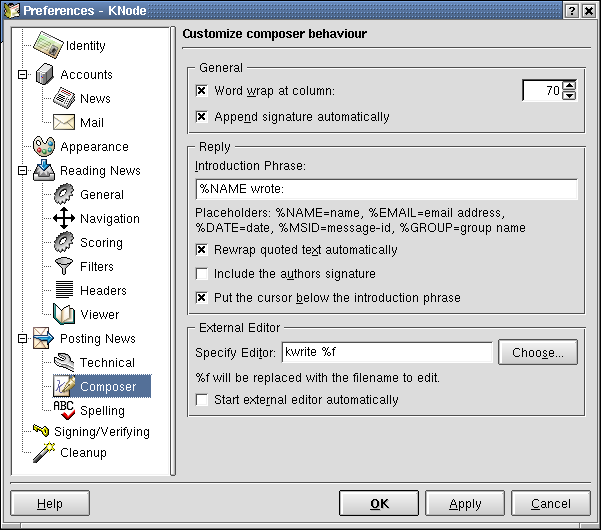 Preferences - KNode
Identity
Accounts
News
Mail
Appearance
Reading News
General
Navigation
Scoring
Filters
Headers
Viewer
Posting News
Technical
Composer
ABC
Spelling
Signing/Verifying
Cleanup
Customize composer behaviour
General
Word wrap at column:
70
Append signature automatically
Reply
Introduction Phrase:
%NAME wrote:
Placeholders: %NAME=name, %EMAIL=email address,
%DATE=date, %MSID=message-id, %GROUP=group name
Rewrap quoted text automatically
Include the authors signature
Put the cursor below the introduction phrase
External Editor
Specify Editor:
kwrite %f
Choose...
%f will be replaced with the filename to edit.
Start external editor automatically
Help
OK
Apply
Cancel